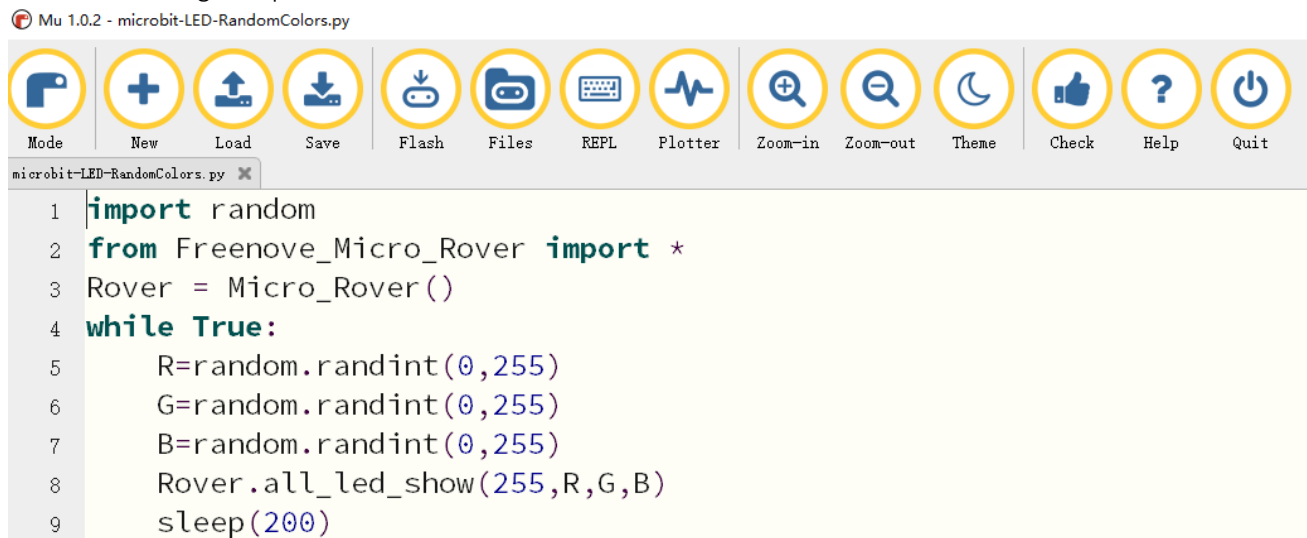 Mu 1.0.2 - microbit-LED-RandomColors.py
Mode New Load Save Flash Files REPL Plotter Zoom-in Zoom-out Theme Check Help Quit
microbit-LED-RandomColors.py
1 import random
2 from Freenove_Micro_Rover import *
3 Rover = Micro_Rover()
4 while True:
5     R=random.randint(0,255)
6     G=random.randint(0,255)
7     B=random.randint(0,255)
8     Rover.all_led_show(255,R,G,B)
9     sleep(200)